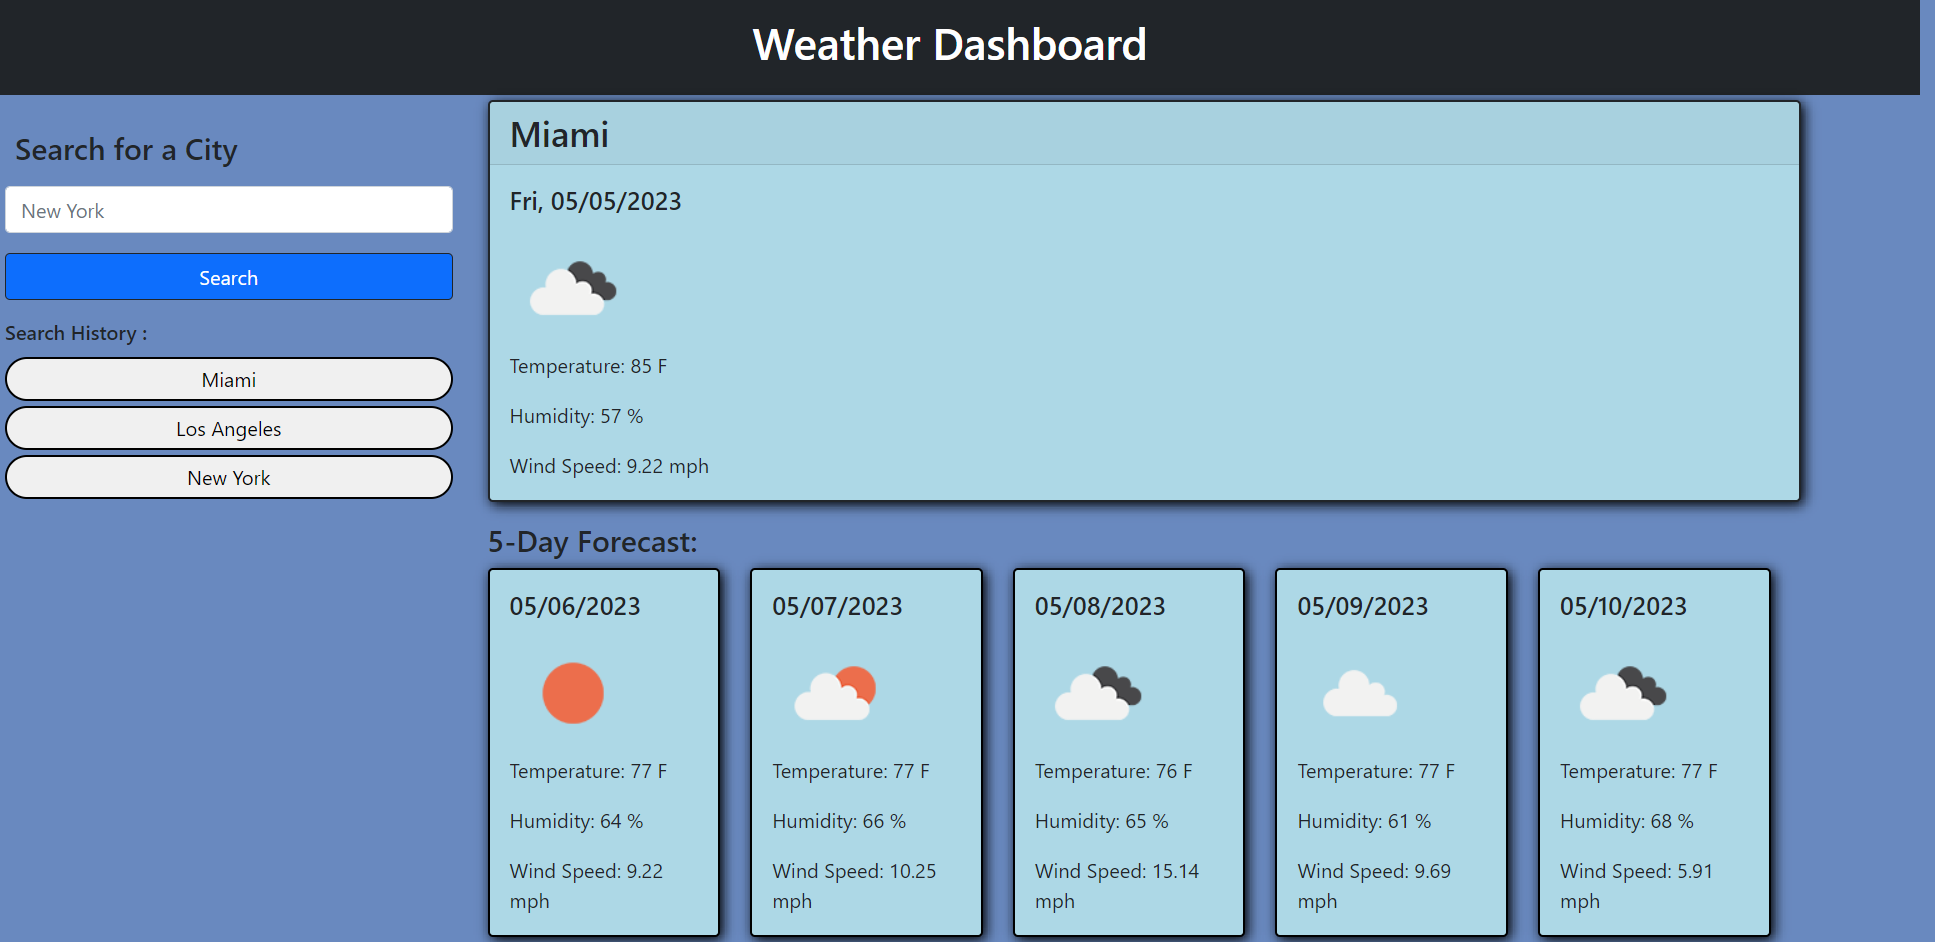 Weather Dashboard
Search for a City
New York
Search
Search History :
Miami
Los Angeles
New York
Miami
Fri, 05/05/2023
Temperature: 85 F
Humidity: 57 %
Wind Speed: 9.22 mph
5-Day Forecast:
05/06/2023
Temperature: 77 F
Humidity: 64 %
Wind Speed: 9.22
mph
05/07/2023
Temperature: 77 F
Humidity: 66 %
Wind Speed: 10.25
mph
05/08/2023
Temperature: 76 F
Humidity: 65 %
Wind Speed: 15.14
mph
05/09/2023
Temperature: 77 F
Humidity: 61 %
Wind Speed: 9.69
mph
05/10/2023
Temperature: 77 F
Humidity: 68 %
Wind Speed: 5.91
mph